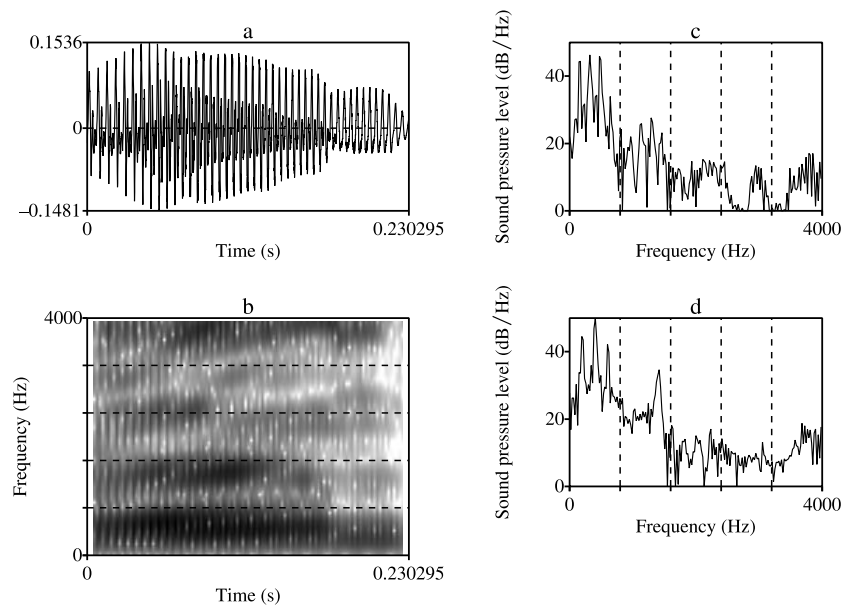 a
0.1536
0
–0.1481
0
0.230295
Time (s)
b
4000
0
Frequency (Hz)
0
0.230295
Time (s)
c
Sound pressure level (dB/Hz)
40
20
0
0
4000
Frequency (Hz)
d
Sound pressure level (dB/Hz)
40
20
0
0
4000
Frequency (Hz)